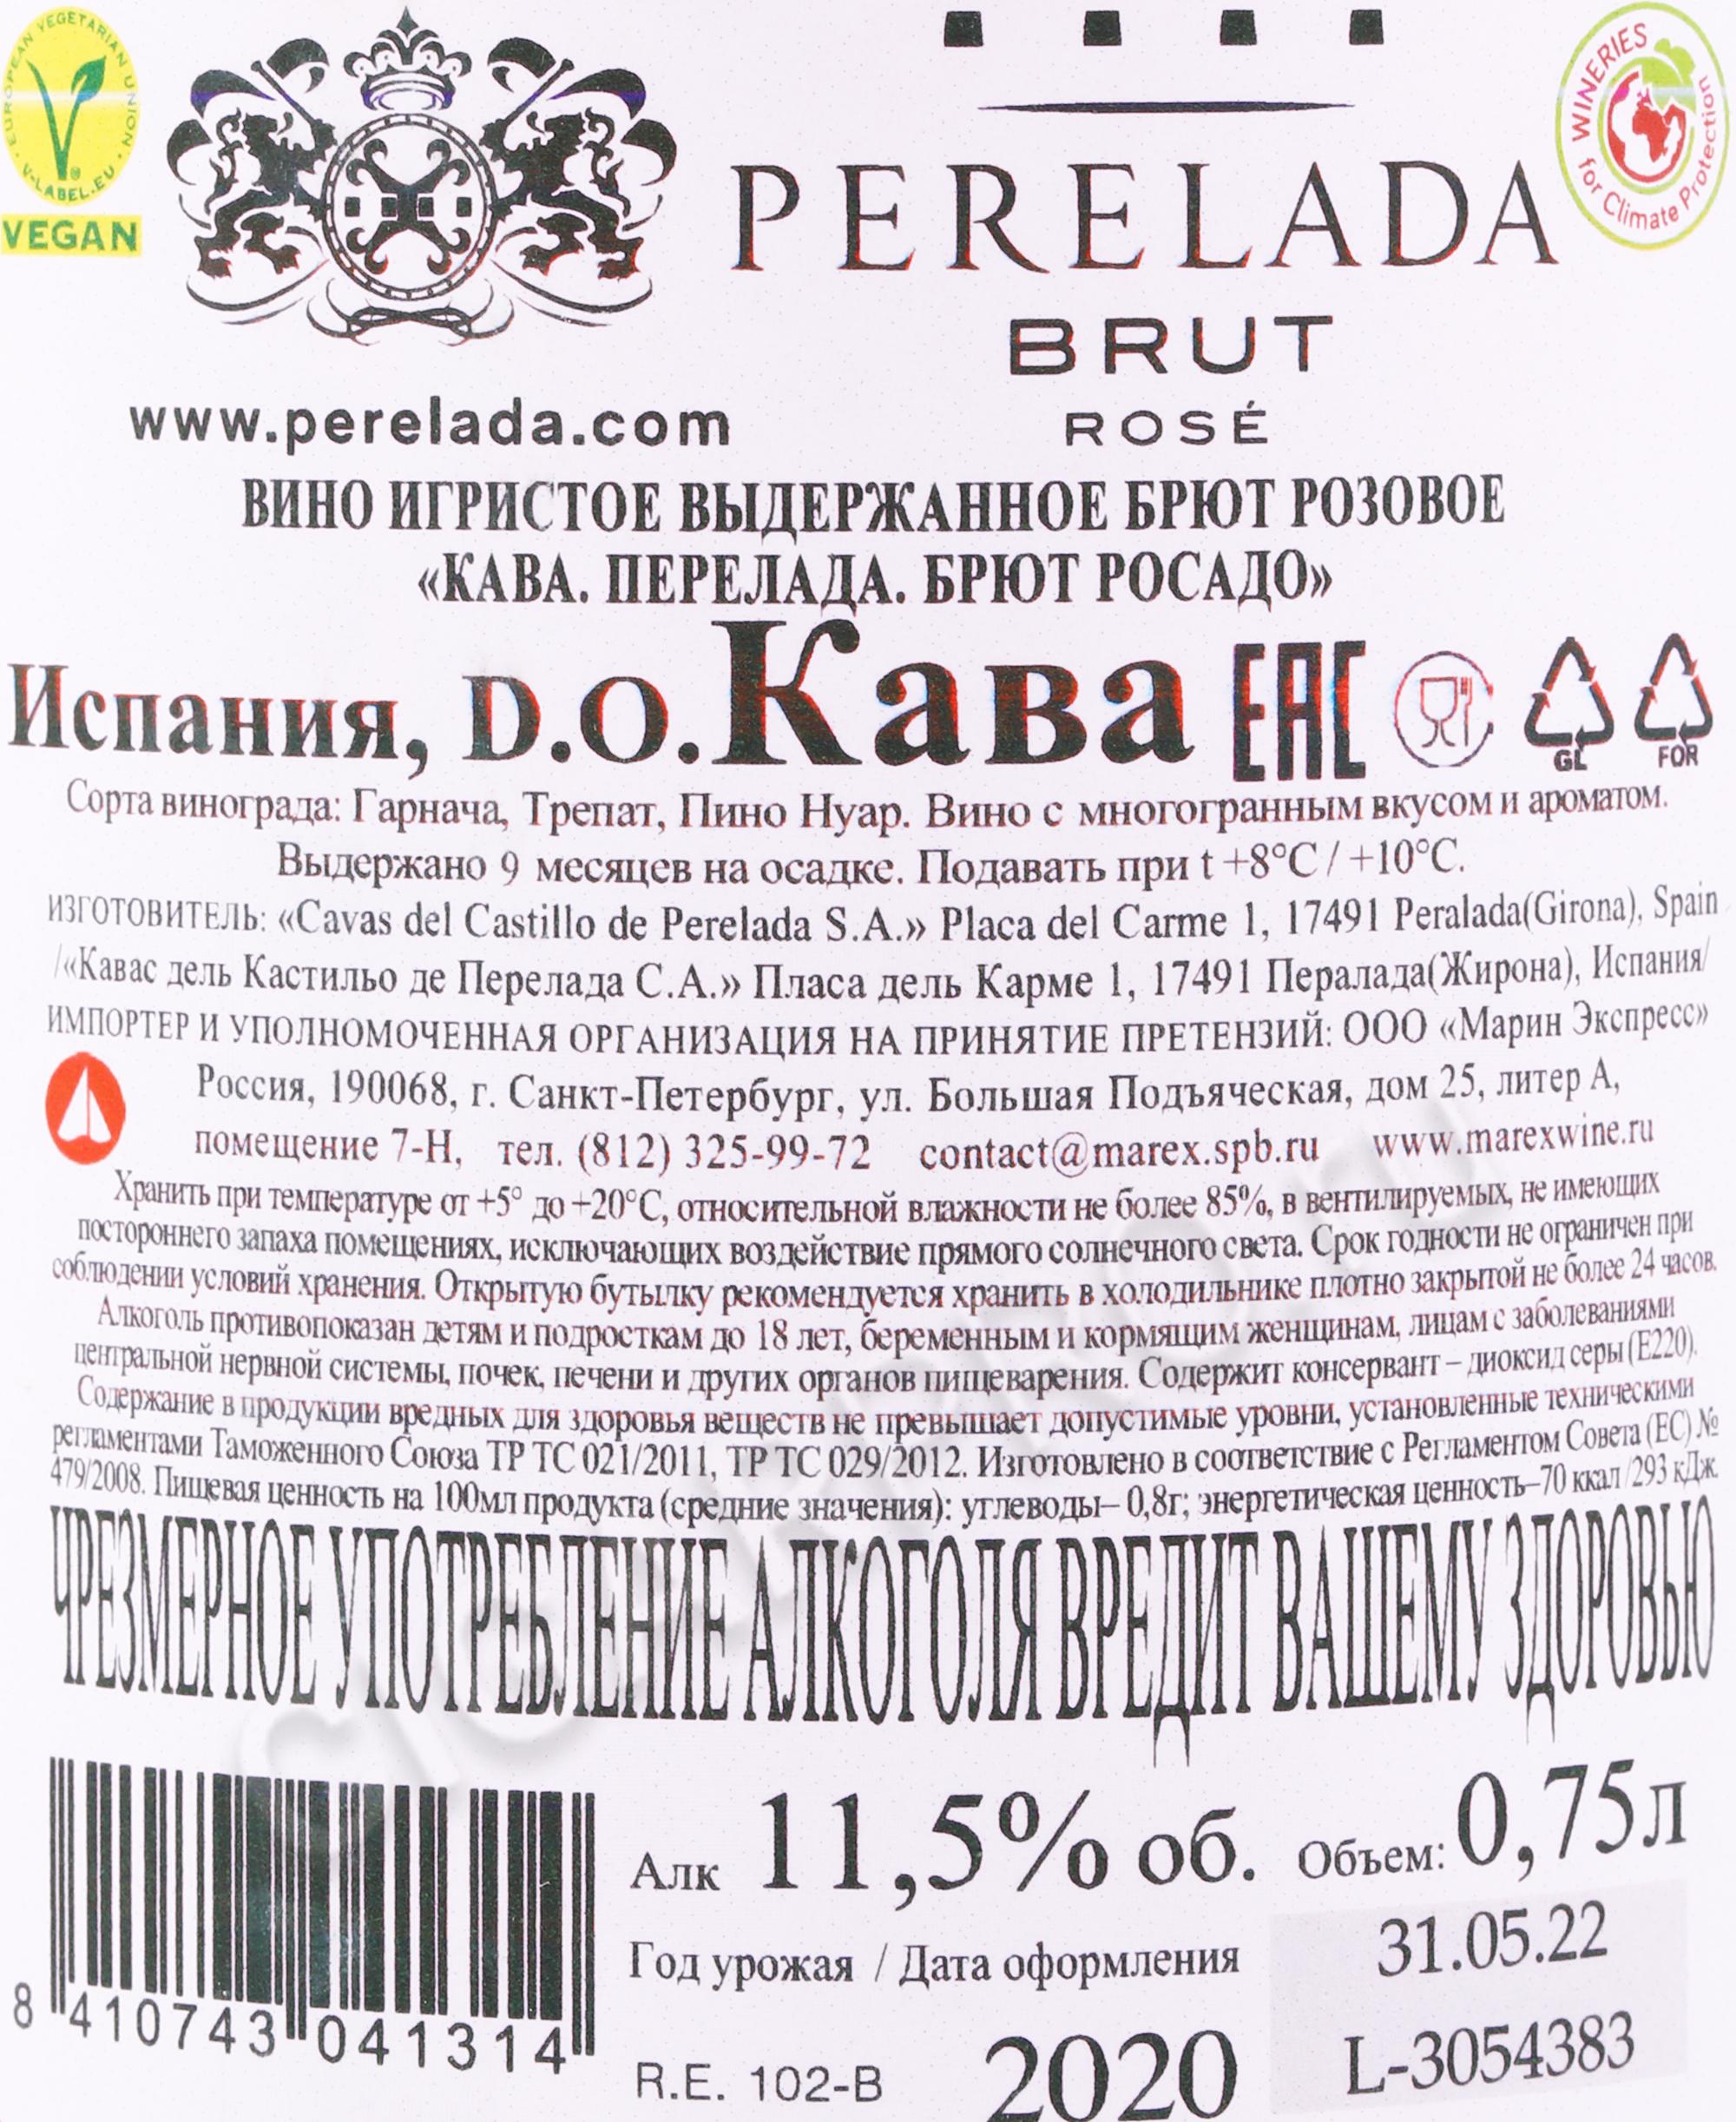 EUROPEAN VEGETARIAN UNION · V-LABEL.EU ·
VEGAN
PERELADA
WINERIES
for Climate Protection
BRUT
ROSÉ
www.perelada.com
ВИНО ИГРИСТОЕ ВЫДЕРЖАННОЕ БРЮТ РОЗОВОЕ
«КАВА. ПЕРЕЛАДА. БРЮТ РОСАДО»
Испания, D.O.Кава EAC
GL FOR
Сорта винограда: Гарнача, Трепат, Пино Нуар. Вино с многогранным вкусом и ароматом.
Выдержано 9 месяцев на осадке. Подавать при t +8°C / +10°C.
ИЗГОТОВИТЕЛЬ: «Cavas del Castillo de Perelada S.A.» Placa del Carme 1, 17491 Peralada(Girona), Spain
/«Кавас дель Кастильо де Перелада С.А.» Пласа дель Карме 1, 17491 Пералада(Жирона), Испания/
ИМПОРТЕР И УПОЛНОМОЧЕННАЯ ОРГАНИЗАЦИЯ НА ПРИНЯТИЕ ПРЕТЕНЗИЙ: ООО «Марин Экспресс»
Россия, 190068, г. Санкт-Петербург, ул. Большая Подъяческая, дом 25, литер А,
помещение 7-Н, тел. (812) 325-99-72 contact@marex.spb.ru www.marexwine.ru
Хранить при температуре от +5° до +20°C, относительной влажности не более 85%, в вентилируемых, не имеющих
постороннего запаха помещениях, исключающих воздействие прямого солнечного света. Срок годности не ограничен при
соблюдении условий хранения. Открытую бутылку рекомендуется хранить в холодильнике плотно закрытой не более 24 часов.
Алкоголь противопоказан детям и подросткам до 18 лет, беременным и кормящим женщинам, лицам с заболеваниями
центральной нервной системы, почек, печени и других органов пищеварения. Содержит консервант – диоксид серы (Е220).
Содержание в продукции вредных для здоровья веществ не превышает допустимые уровни, установленные техническими
регламентами Таможенного Союза ТР ТС 021/2011, ТР ТС 029/2012. Изготовлено в соответствие с Регламентом Совета (ЕС) №
479/2008. Пищевая ценность на 100мл продукта (средние значения): углеводы– 0,8г; энергетическая ценность–70 ккал /293 кДж.
ЧРЕЗМЕРНОЕ УПОТРЕБЛЕНИЕ АЛКОГОЛЯ ВРЕДИТ ВАШЕМУ ЗДОРОВЬЮ
Алк 11,5% об. Объем: 0,75л
Год урожая / Дата оформления 31.05.22
8 410743 041314
R.E. 102-B 2020 L-3054383